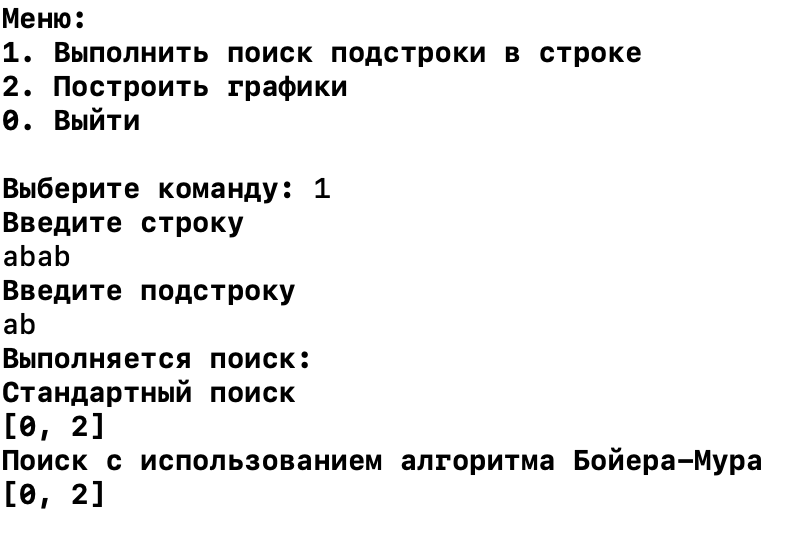 Меню:
1. Выполнить поиск подстроки в строке
2. Построить графики
0. Выйти
Выберите команду: 1
Введите строку
abab
Введите подстроку
ab
Выполняется поиск:
Стандартный поиск
[0, 2]
Поиск с использованием алгоритма Бойера-Мура
[0, 2]